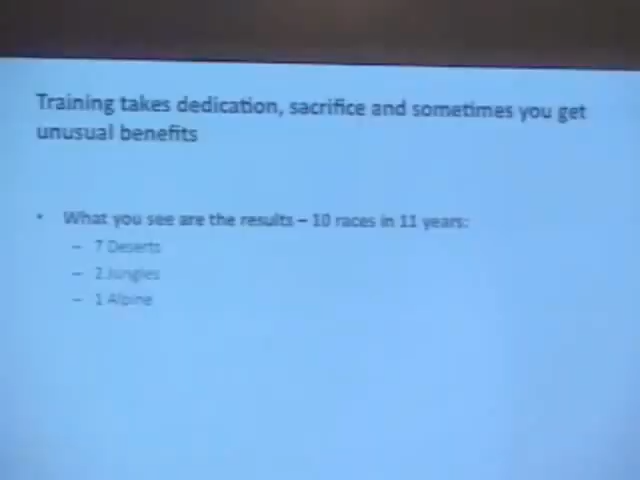 Training takes dedication, sacrifice and sometimes you get
unusual benefits
• What you see are the results – 10 races in 11 years:
– 7 Deserts
– 2 Jungles
– 1 Alpine